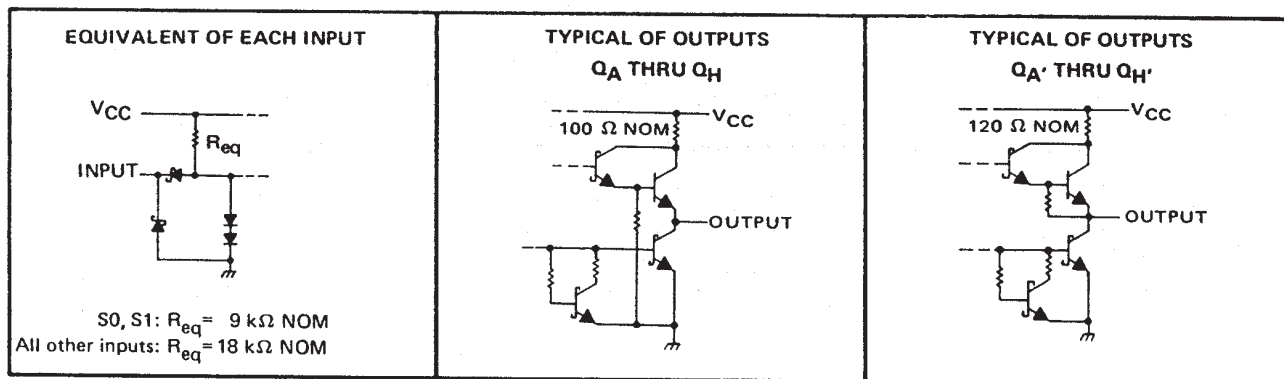 EQUIVALENT OF EACH INPUT
VCC
Req
INPUT
S0, S1: Req = 9 kΩ NOM
All other inputs: Req = 18 kΩ NOM
TYPICAL OF OUTPUTS
QA THRU QH
VCC
100 Ω NOM
OUTPUT
TYPICAL OF OUTPUTS
QA' THRU QH'
VCC
120 Ω NOM
OUTPUT